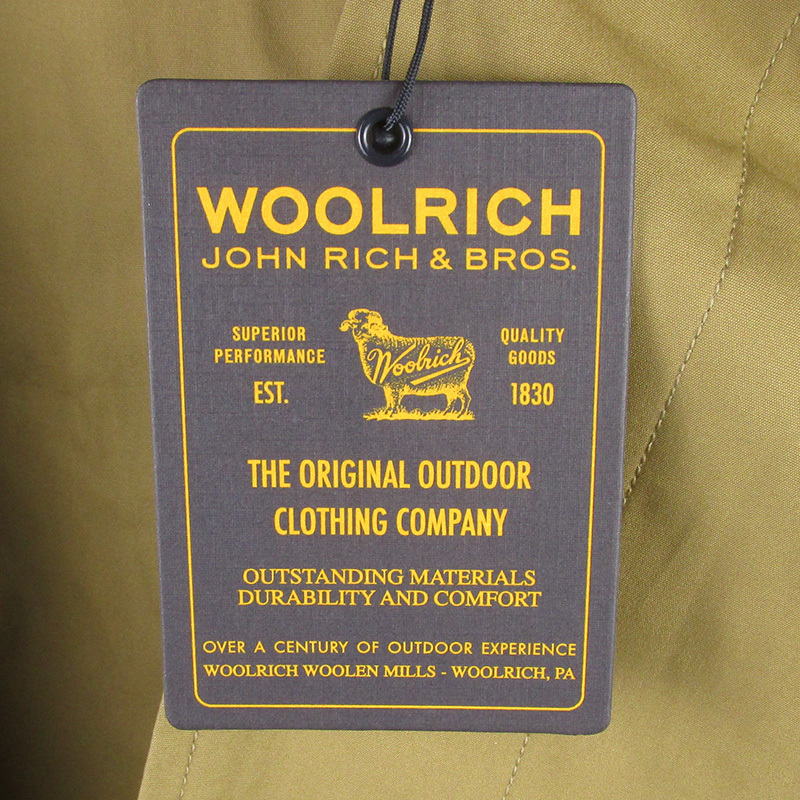 WOOLRICH
JOHN RICH & BROS.
SUPERIOR
PERFORMANCE
EST.
Woolrich
QUALITY
GOODS
1830
THE ORIGINAL OUTDOOR
CLOTHING COMPANY
OUTSTANDING MATERIALS
DURABILITY AND COMFORT
OVER A CENTURY OF OUTDOOR EXPERIENCE
WOOLRICH WOOLEN MILLS - WOOLRICH, PA